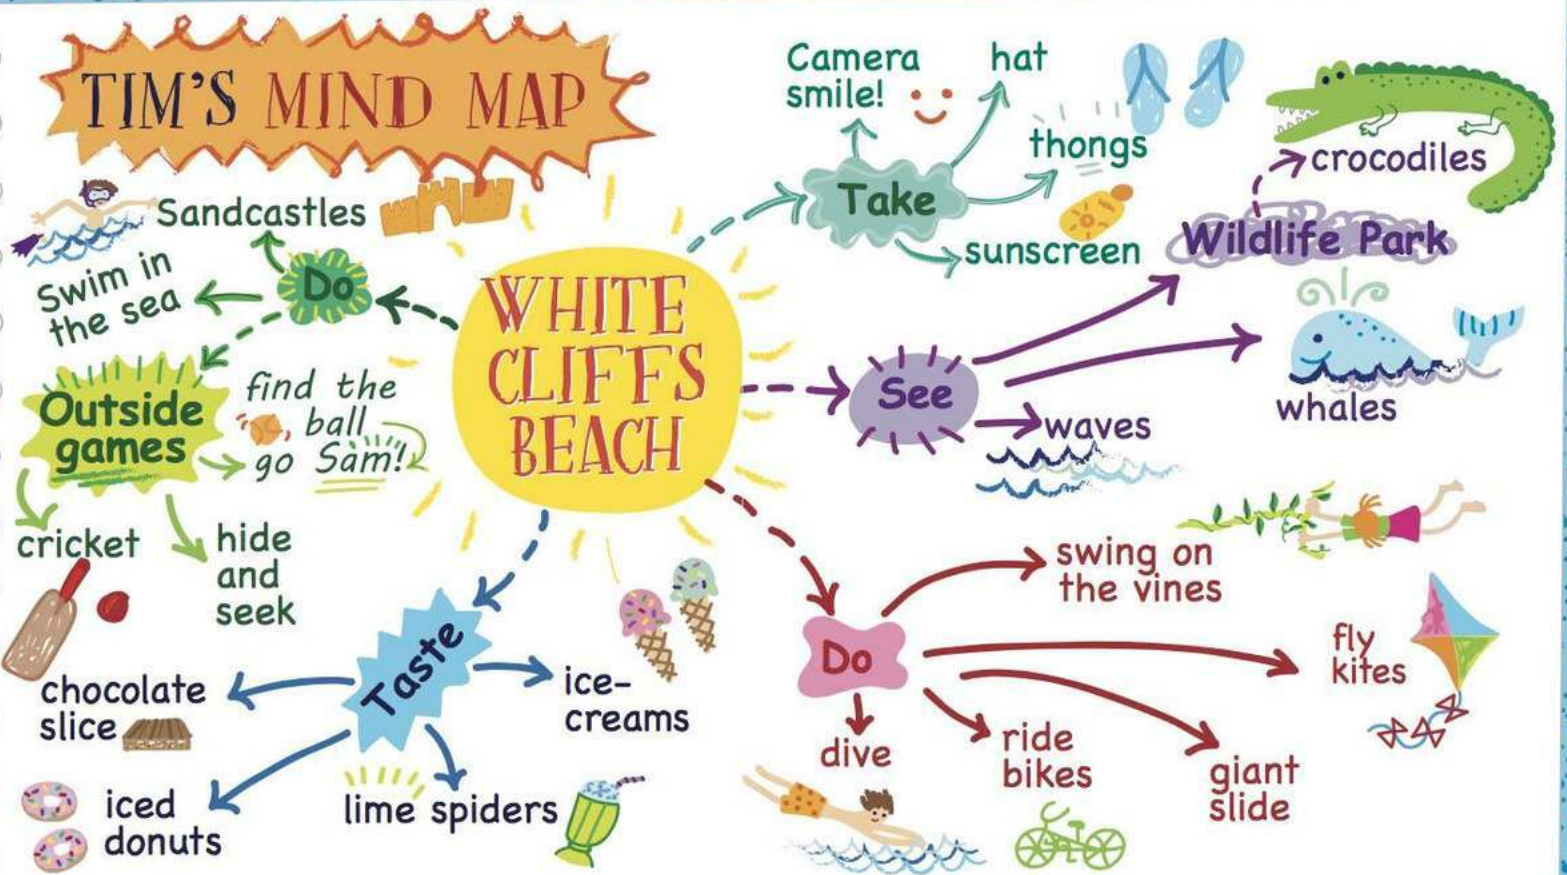 TIM'S MIND MAP
WHITE
CLIFFS
BEACH
Take
Camera
smile!
hat
thongs
sunscreen
See
Wildlife Park
crocodiles
whales
waves
Do
swing on
the vines
fly
kites
giant
slide
ride
bikes
dive
Taste
ice-
creams
lime spiders
iced
donuts
chocolate
slice
Do
Sandcastles
Swim in
the sea
Outside
games
find the
ball
go Sam!
hide
and
seek
cricket